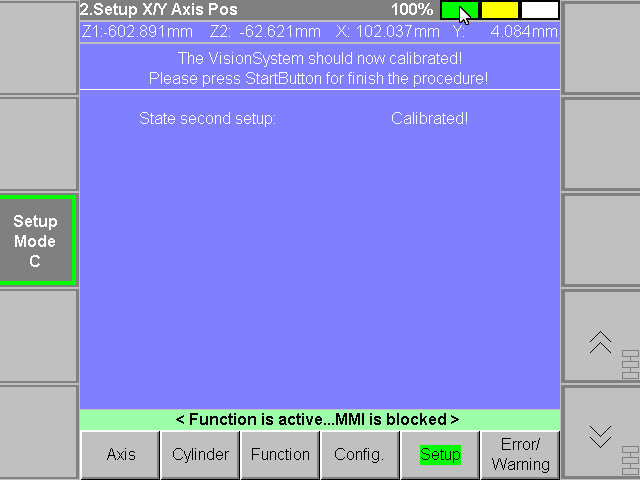 2.Setup X/Y Axis Pos 100%
Z1:-602.891mm Z2: -62.621mm X: 102.037mm Y: 4.084mm
The VisionSystem should now calibrated!
Please press StartButton for finish the procedure!
State second setup: Calibrated!
Setup
Mode
C
< Function is active...MMI is blocked >
Axis Cylinder Function Config. Setup Error/
Warning